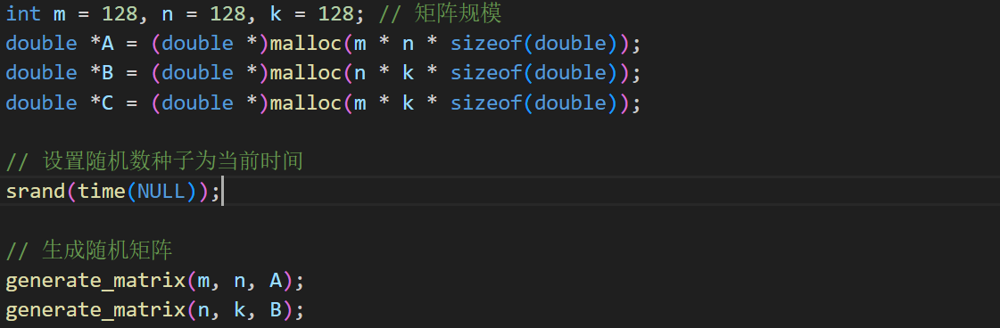 int m = 128, n = 128, k = 128; // 矩阵规模
double *A = (double *)malloc(m * n * sizeof(double));
double *B = (double *)malloc(n * k * sizeof(double));
double *C = (double *)malloc(m * k * sizeof(double));
// 设置随机数种子为当前时间
srand(time(NULL));
// 生成随机矩阵
generate_matrix(m, n, A);
generate_matrix(n, k, B);